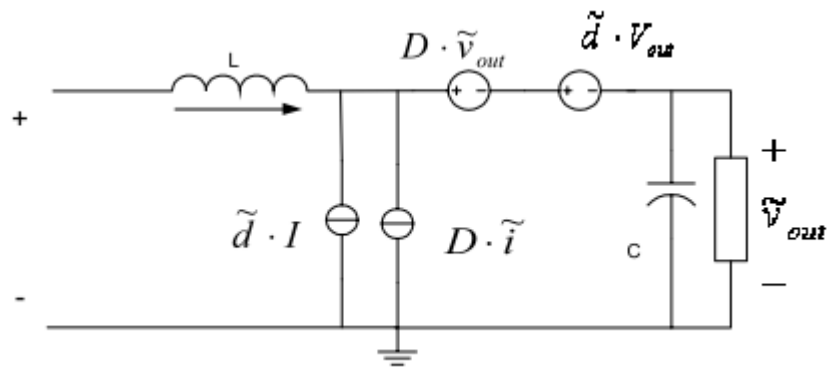 L
D · ṽout
d̃ · Vout
+
+ -
+ -
d̃ · I
D · ĩ
C
+
ṽout
−
-